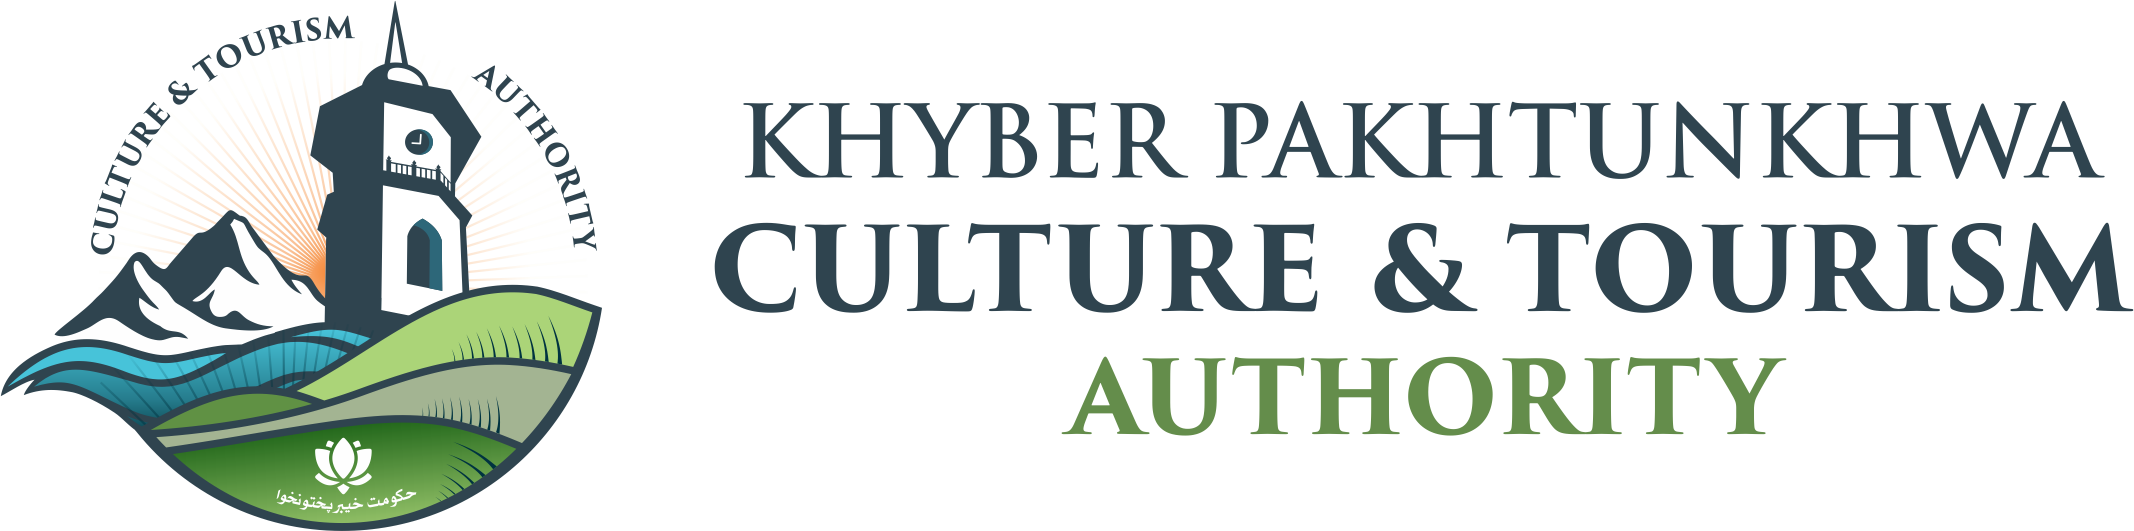 CULTURE & TOURISM AUTHORITY
حکومت خیبر پختونخوا
KHYBER PAKHTUNKHWA
CULTURE & TOURISM
AUTHORITY